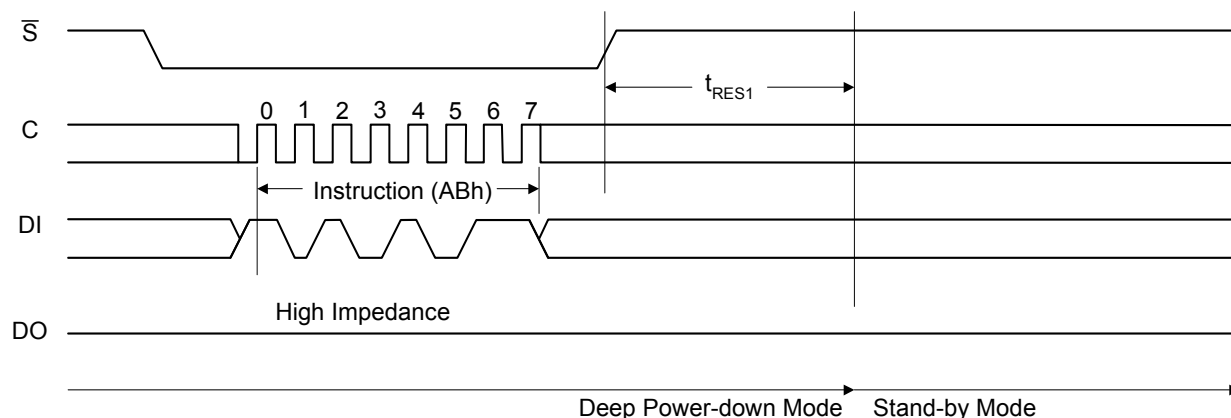 S̅
t_RES1
0 1 2 3 4 5 6 7
C
Instruction (ABh)
DI
High Impedance
DO
Deep Power-down Mode Stand-by Mode